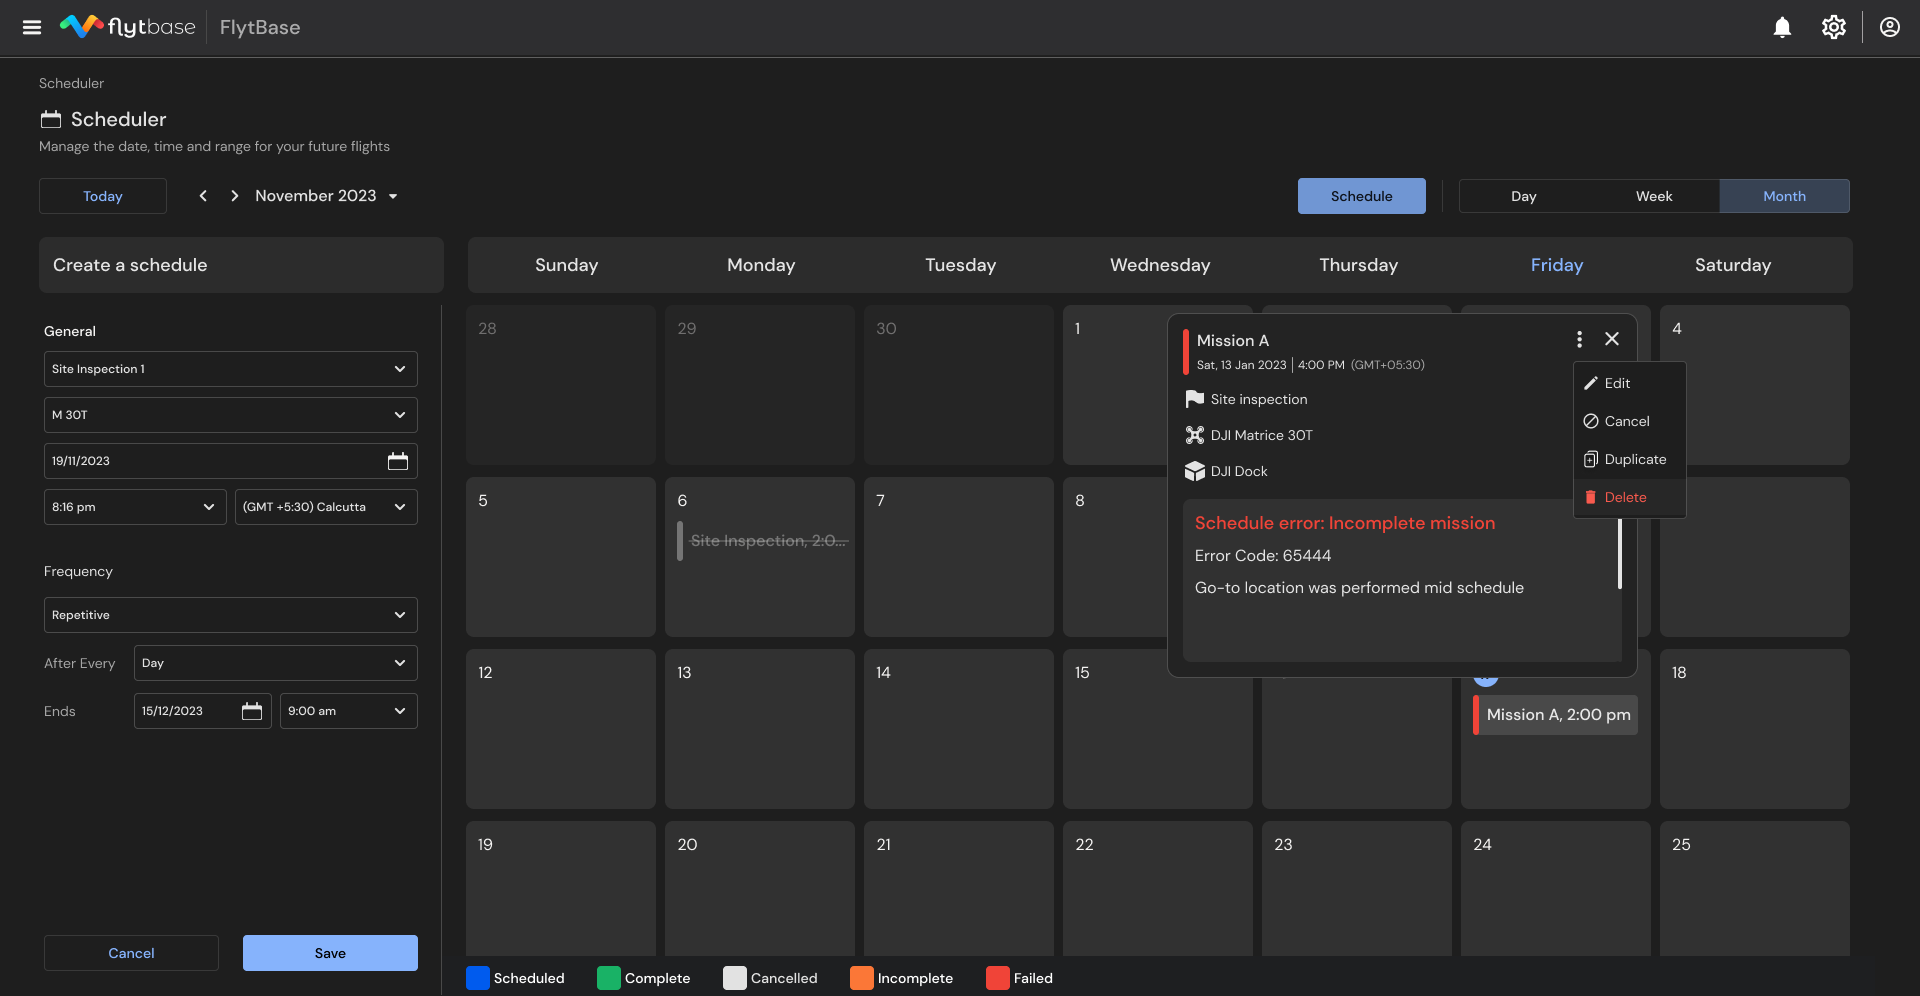 flytbase FlytBase
Scheduler
Scheduler
Manage the date, time and range for your future flights
Today
November 2023
Schedule
Day
Week
Month
Create a schedule
General
Site Inspection 1
M 30T
19/11/2023
8:16 pm
(GMT +5:30) Calcutta
Frequency
Repetitive
After Every
Day
Ends
15/12/2023
9:00 am
Cancel
Save
Sunday
Monday
Tuesday
Wednesday
Thursday
Friday
Saturday
28
29
30
1
4
Mission A
Sat, 13 Jan 2023 | 4:00 PM (GMT+05:30)
Site inspection
DJI Matrice 30T
DJI Dock
Edit
Cancel
Duplicate
Delete
Schedule error: Incomplete mission
Error Code: 65444
Go-to location was performed mid schedule
5
6
Site Inspection, 2:0...
7
8
12
13
14
15
Mission A, 2:00 pm
18
19
20
21
22
23
24
25
Scheduled
Complete
Cancelled
Incomplete
Failed